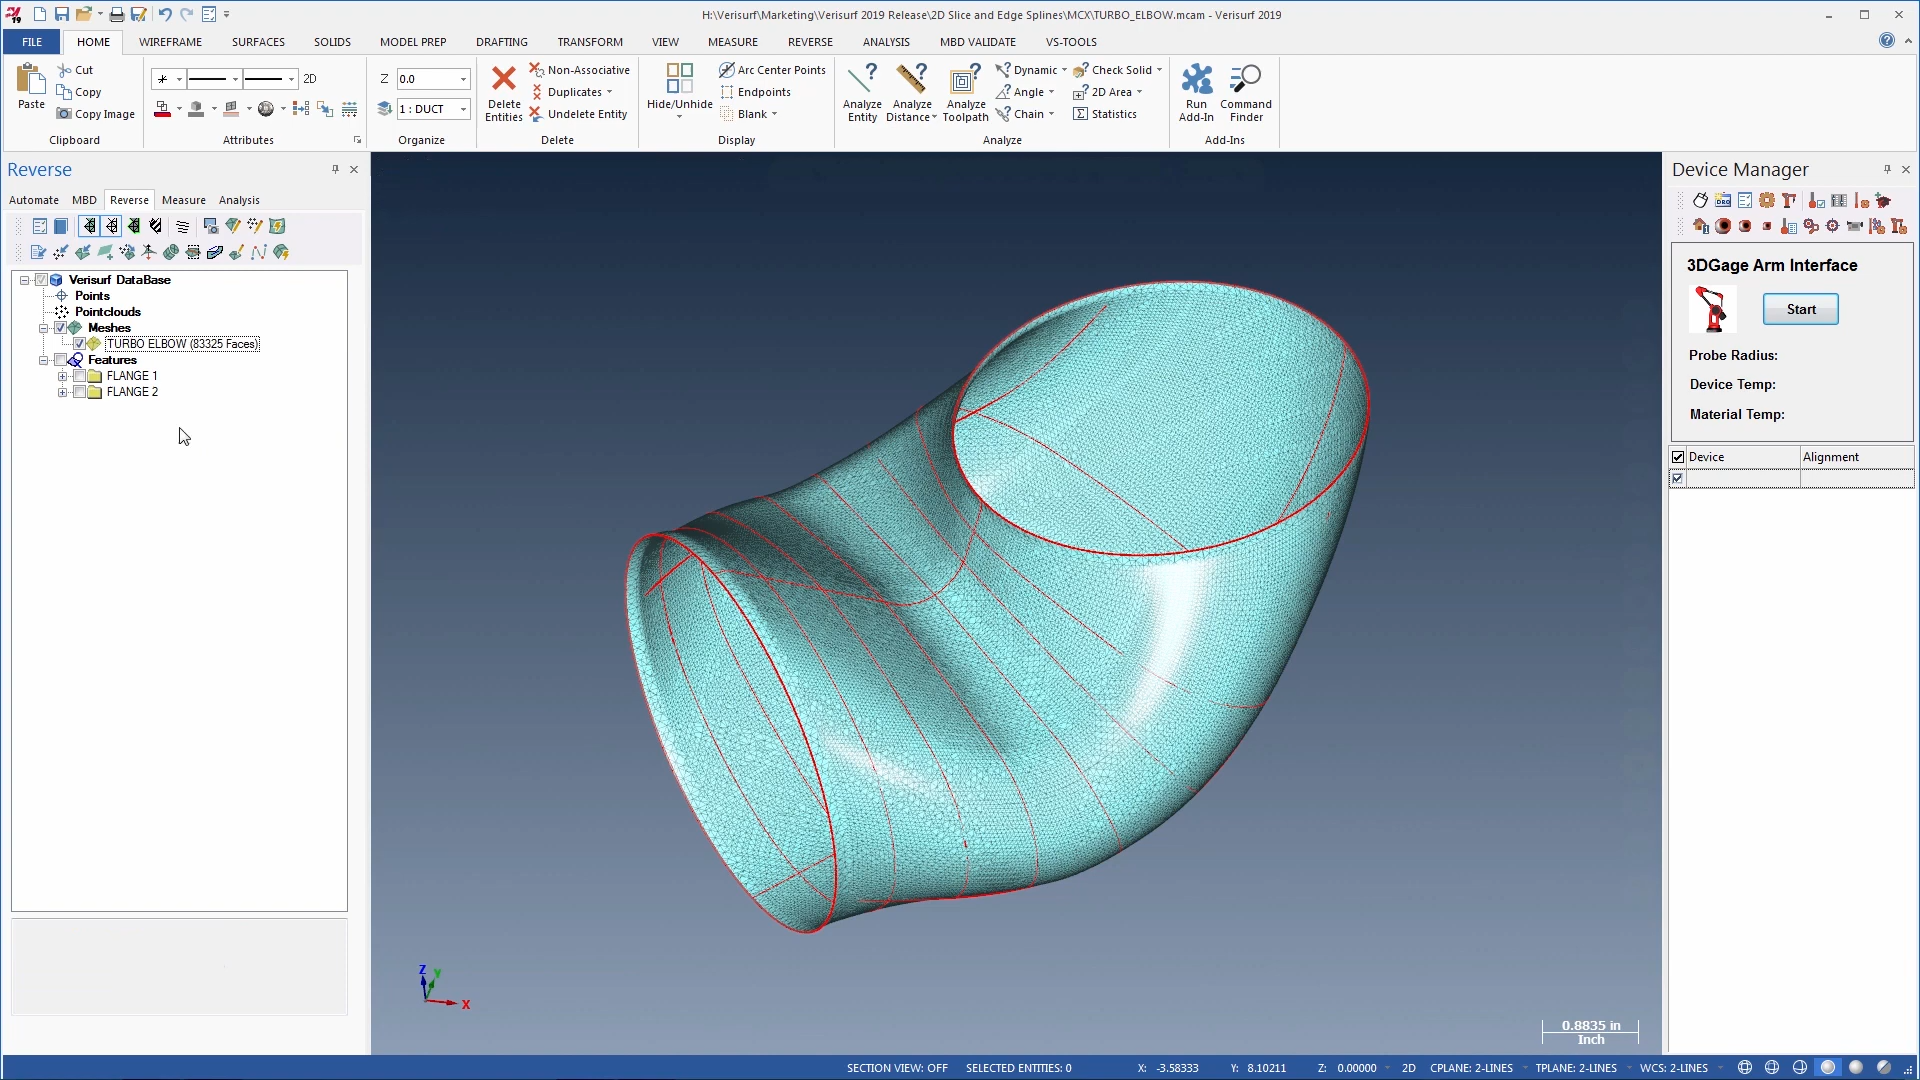 H:\Verisurf\Marketing\Verisurf 2019 Release\2D Slice and Edge Splines\MCX\TURBO_ELBOW.mcam - Verisurf 2019
FILE HOME WIREFRAME SURFACES SOLIDS MODEL PREP DRAFTING TRANSFORM VIEW MEASURE REVERSE ANALYSIS MBD VALIDATE VS-TOOLS
Paste
Cut
Copy
Copy Image
Clipboard
2D
Attributes
Z 0.0
1 : DUCT
Organize
Delete Entities
Non-Associative
Duplicates
Undelete Entity
Delete
Hide/Unhide
Arc Center Points
Endpoints
Blank
Display
Analyze Entity
Analyze Distance
Analyze Toolpath
Dynamic
Angle
Chain
Check Solid
2D Area
Statistics
Analyze
Run Add-In
Command Finder
Add-Ins
Reverse
Automate MBD Reverse Measure Analysis
Verisurf DataBase
Points
Pointclouds
Meshes
TURBO ELBOW (83325 Faces)
Features
FLANGE 1
FLANGE 2
Z
Y
X
0.8835 in
Inch
Device Manager
3DGage Arm Interface
Start
Probe Radius:
Device Temp:
Material Temp:
Device Alignment
SECTION VIEW: OFF SELECTED ENTITIES: 0 X: -3.58333 Y: 8.10211 Z: 0.00000 2D CPLANE: 2-LINES TPLANE: 2-LINES WCS: 2-LINES